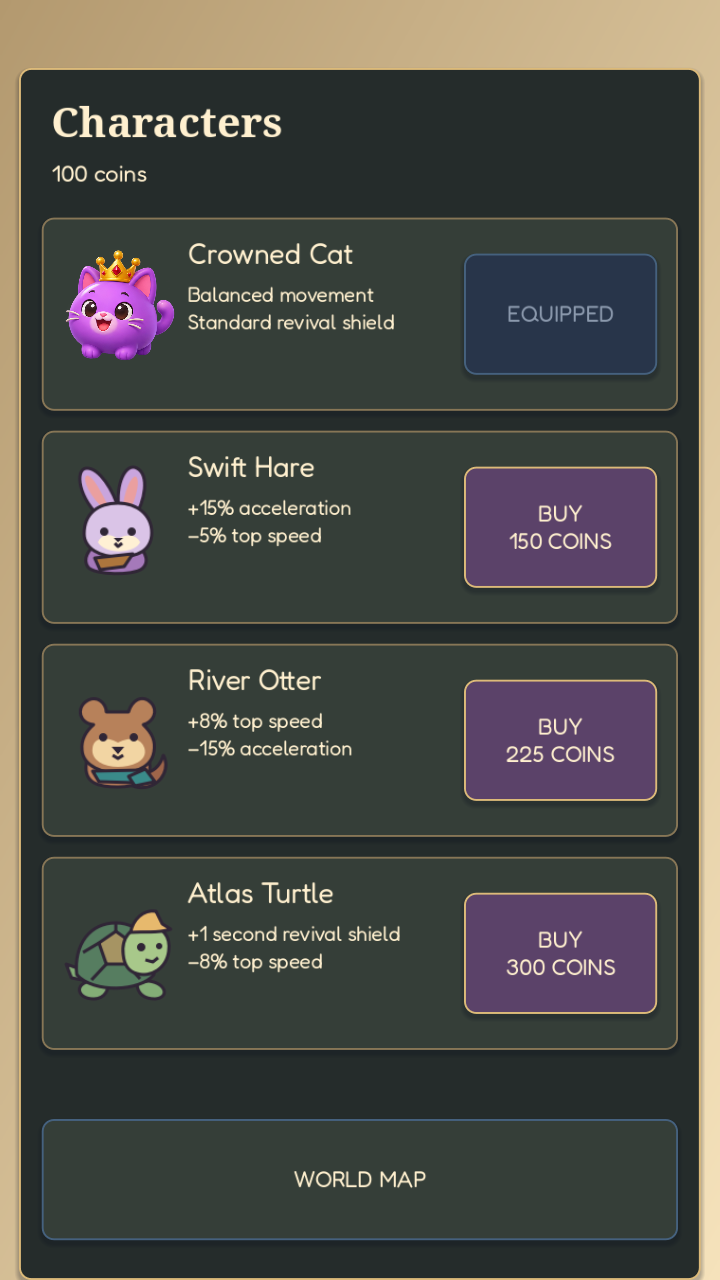 Characters
100 coins
Crowned Cat
Balanced movement
Standard revival shield
EQUIPPED
Swift Hare
+15% acceleration
−5% top speed
BUY
150 COINS
River Otter
+8% top speed
−15% acceleration
BUY
225 COINS
Atlas Turtle
+1 second revival shield
−8% top speed
BUY
300 COINS
WORLD MAP